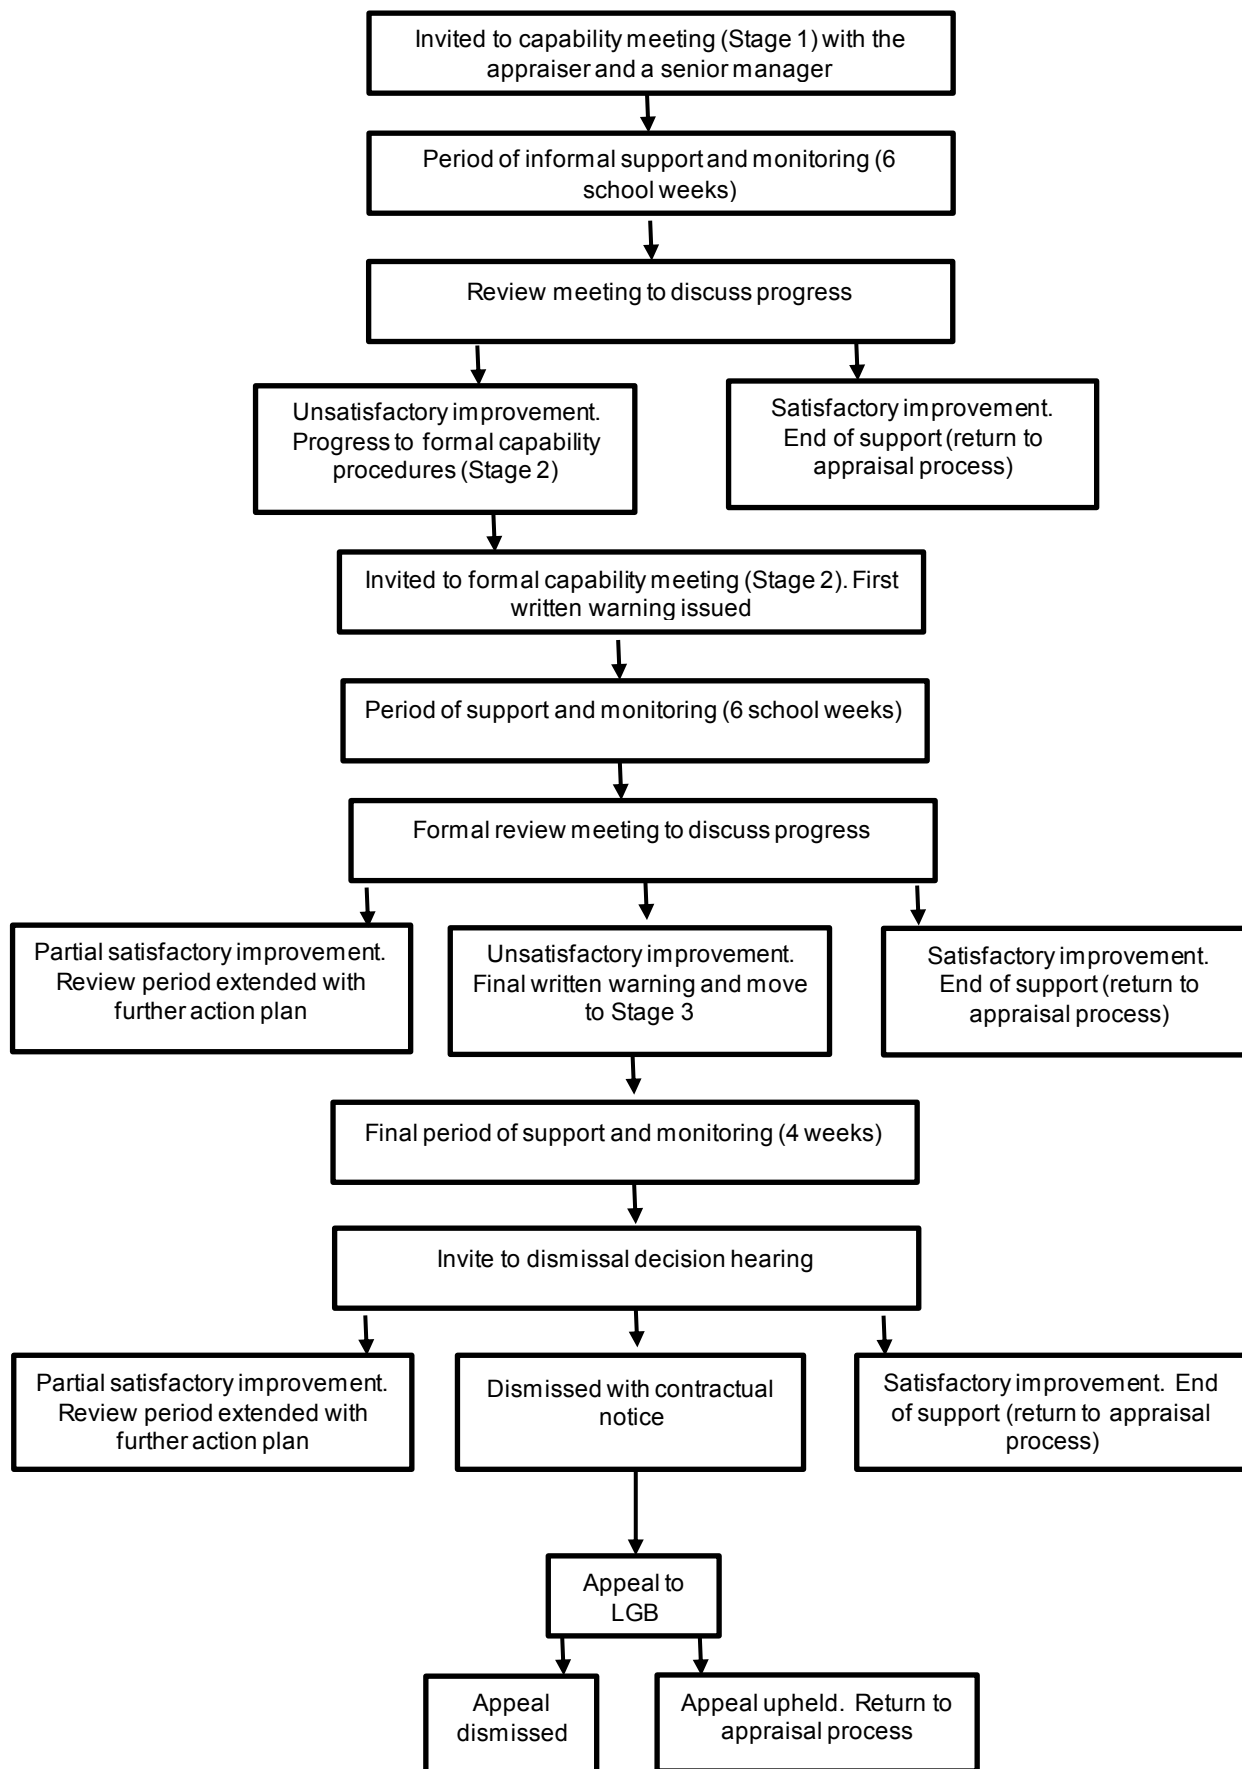 Invited to capability meeting (Stage 1) with the
appraiser and a senior manager
Period of informal support and monitoring (6
school weeks)
Review meeting to discuss progress
Unsatisfactory improvement.
Progress to formal capability
procedures (Stage 2)
Satisfactory improvement.
End of support (return to
appraisal process)
Invited to formal capability meeting (Stage 2). First
written warning issued
Period of support and monitoring (6 school weeks)
Formal review meeting to discuss progress
Partial satisfactory improvement.
Review period extended with
further action plan
Unsatisfactory improvement.
Final written warning and move
to Stage 3
Satisfactory improvement.
End of support (return to
appraisal process)
Final period of support and monitoring (4 weeks)
Invite to dismissal decision hearing
Partial satisfactory improvement.
Review period extended with
further action plan
Dismissed with contractual
notice
Satisfactory improvement. End
of support (return to appraisal
process)
Appeal to
LGB
Appeal
dismissed
Appeal upheld. Return to
appraisal process